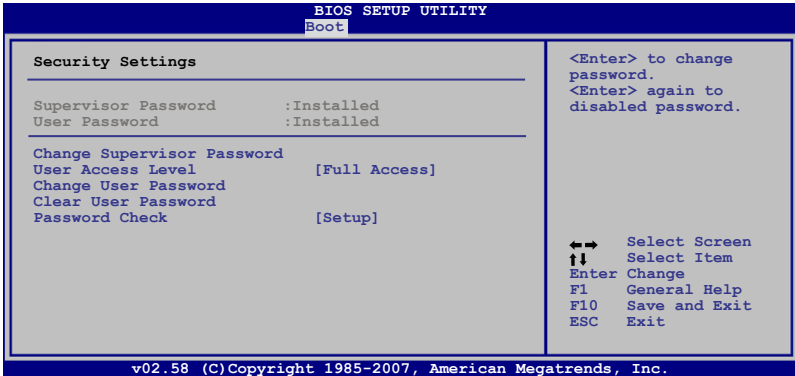 BIOS SETUP UTILITY
Boot
Security Settings
Supervisor Password :Installed
User Password :Installed
Change Supervisor Password
User Access Level [Full Access]
Change User Password
Clear User Password
Password Check [Setup]
<Enter> to change
password.
<Enter> again to
disabled password.
←→ Select Screen
↑↓ Select Item
Enter Change
F1 General Help
F10 Save and Exit
ESC Exit
v02.58 (C)Copyright 1985-2007, American Megatrends, Inc.